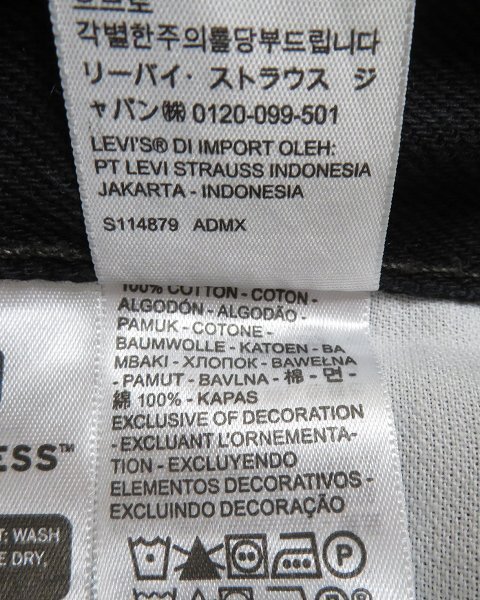 각별한주의를당부드립니다
リーバイ・ストラウス ジ
ャパン㈱ 0120-099-501
LEVI'S® DI IMPORT OLEH:
PT LEVI STRAUSS INDONESIA
JAKARTA - INDONESIA
S114879 ADMX
100% COTTON - COTON -
ALGODÓN - ALGODÃO -
PAMUK - COTONE -
BAUMWOLLE - KATOEN - BA
MBAKI - ХЛОПОК - BAWEŁNA
- PAMUT - BAVLNA - 棉 - 면 -
綿 100% - KAPAS
EXCLUSIVE OF DECORATION
- EXCLUANT L'ORNEMENTA-
TION - EXCLUYENDO
ELEMENTOS DECORATIVOS -
EXCLUINDO DECORAÇÃO
ESS™
: WASH
E DRY.
P